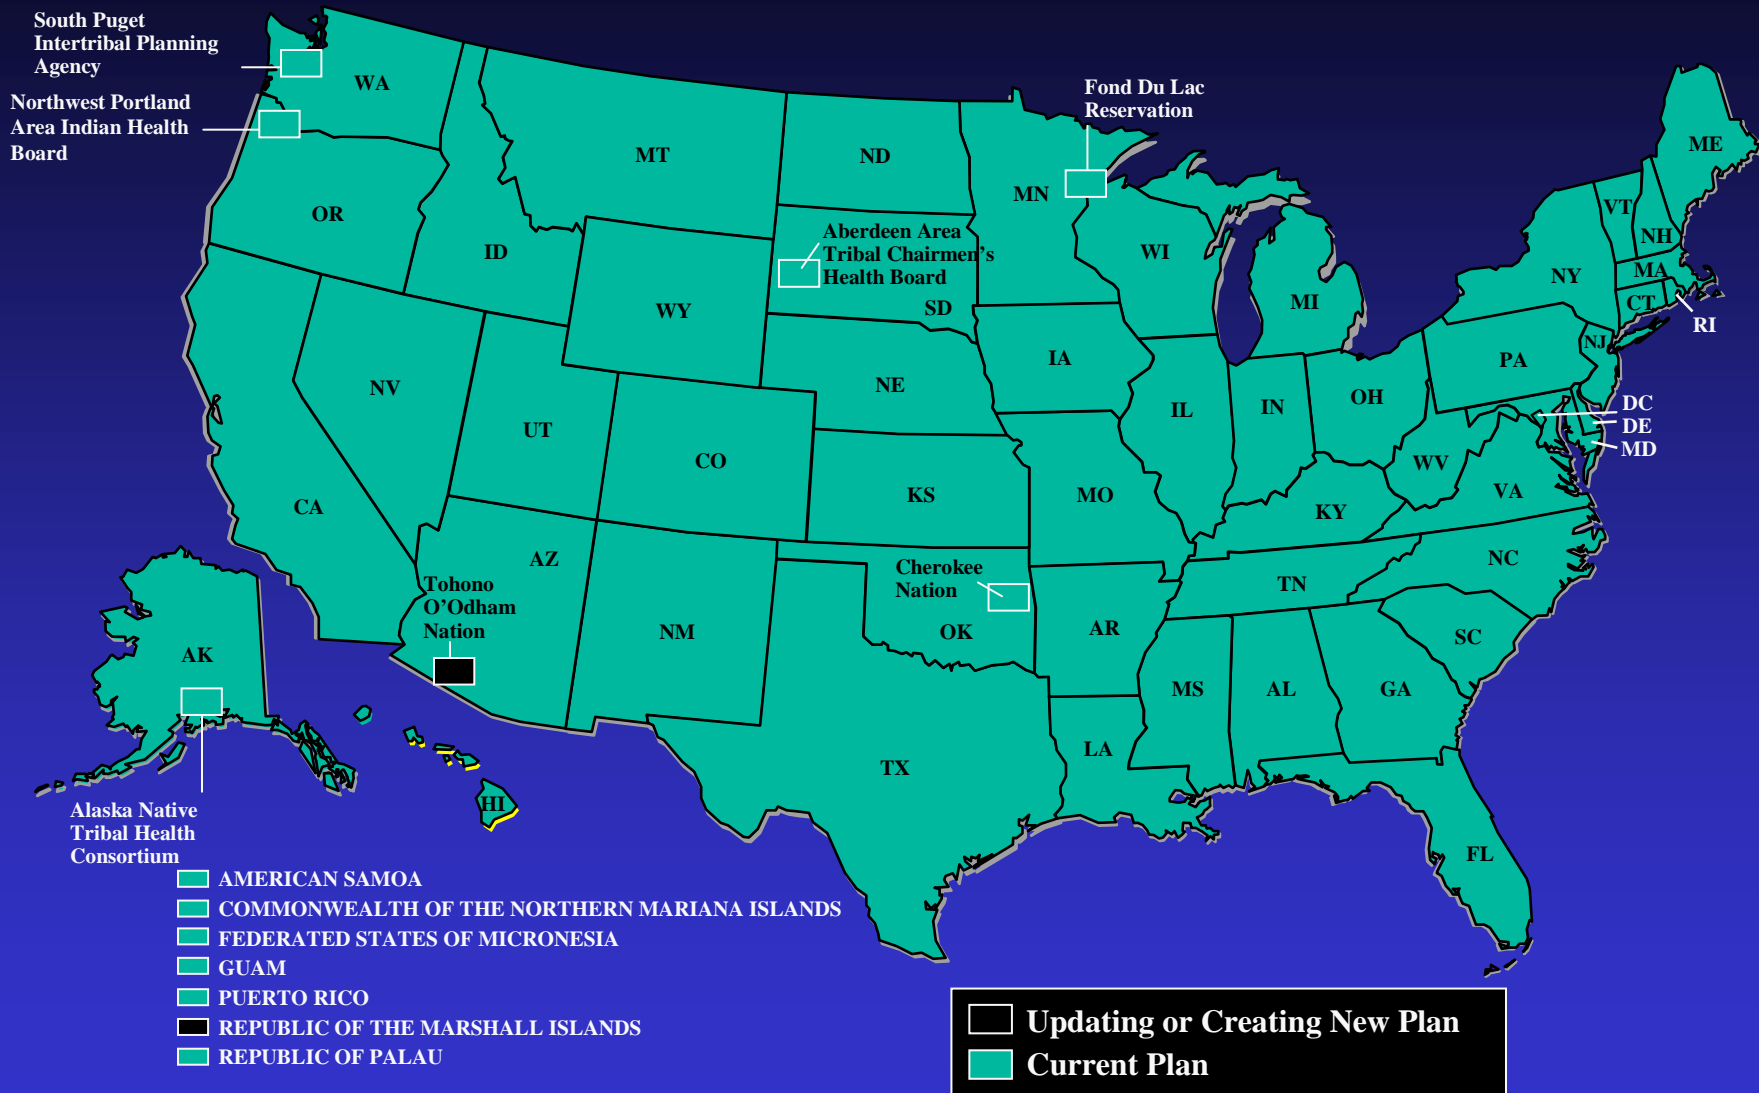 South Puget
Intertribal Planning
Agency
Northwest Portland
Area Indian Health
Board
WA
MT
ND
MN
Fond Du Lac
Reservation
ME
OR
ID
WY
Aberdeen Area
Tribal Chairmen's
Health Board
SD
WI
MI
VT
NH
NY
MA
CT
RI
NV
UT
CO
NE
IA
IL
IN
OH
PA
NJ
DC
DE
MD
CA
AZ
KS
MO
KY
WV
VA
NC
Tohono
O’Odham
Nation
NM
Cherokee
Nation
OK
AR
TN
SC
AK
TX
LA
MS
AL
GA
FL
HI
Alaska Native
Tribal Health
Consortium
AMERICAN SAMOA
COMMONWEALTH OF THE NORTHERN MARIANA ISLANDS
FEDERATED STATES OF MICRONESIA
GUAM
PUERTO RICO
REPUBLIC OF THE MARSHALL ISLANDS
REPUBLIC OF PALAU
Updating or Creating New Plan
Current Plan